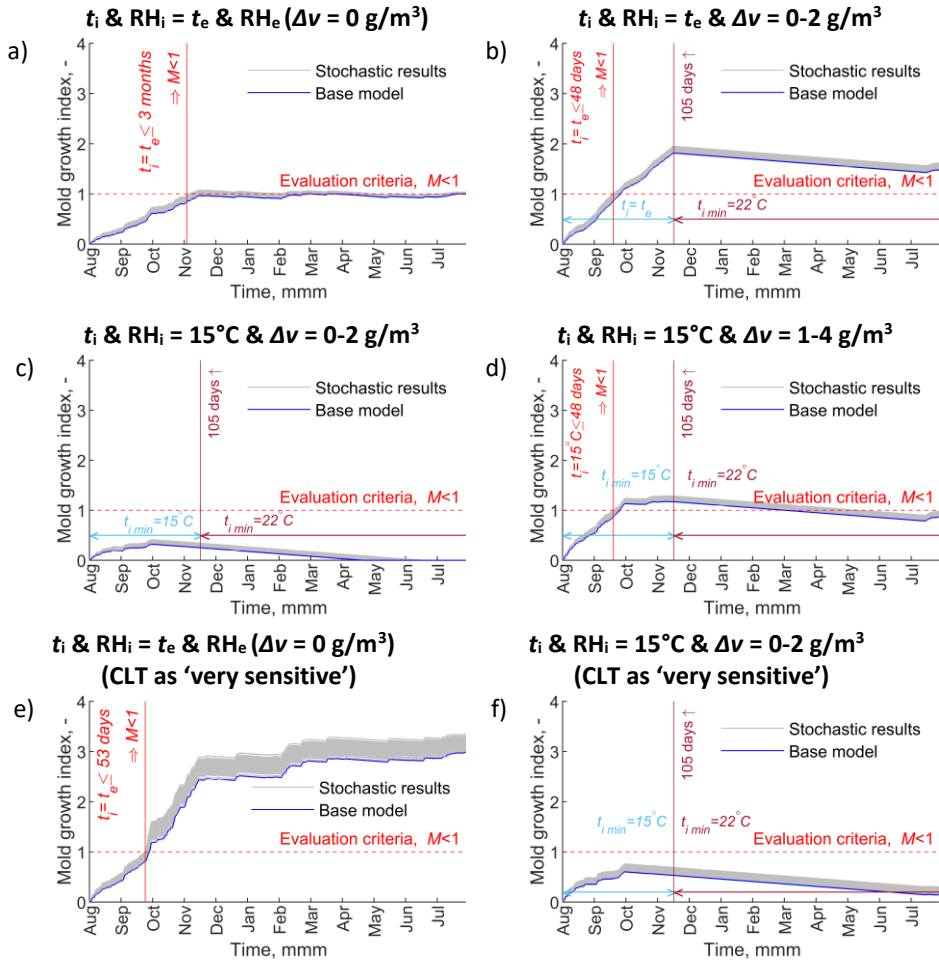 tᵢ & RHᵢ = tₑ & RHₑ (Δv = 0 g/m³)
a)
Mold growth index, -
4
3
2
1
0
tᵢ= tₑ≤ 3 months
⇒ M<1
Stochastic results
Base model
Evaluation criteria, M<1
Aug Sep Oct Nov Dec Jan Feb Mar Apr May Jun Jul
Time, mmm
tᵢ & RHᵢ = tₑ & Δv = 0-2 g/m³
b)
Mold growth index, -
4
3
2
1
0
tᵢ= tₑ≤48 days
⇒ M<1
105 days ↑
Stochastic results
Base model
Evaluation criteria, M<1
tᵢ= tₑ
t i min=22°C
Aug Sep Oct Nov Dec Jan Feb Mar Apr May Jun Jul
Time, mmm
tᵢ & RHᵢ = 15°C & Δv = 0-2 g/m³
c)
Mold growth index, -
4
3
2
1
0
105 days ↑
Stochastic results
Base model
Evaluation criteria, M<1
t i min=15°C
t i min=22°C
Aug Sep Oct Nov Dec Jan Feb Mar Apr May Jun Jul
Time, mmm
tᵢ & RHᵢ = 15°C & Δv = 1-4 g/m³
d)
Mold growth index, -
4
3
2
1
0
tᵢ=15°C≤48 days
⇒ M<1
105 days ↑
Stochastic results
Base model
Evaluation criteria, M<1
t i min=15°C
t i min=22°C
Aug Sep Oct Nov Dec Jan Feb Mar Apr May Jun Jul
Time, mmm
tᵢ & RHᵢ = tₑ & RHₑ (Δv = 0 g/m³)
(CLT as ‘very sensitive’)
e)
Mold growth index, -
4
3
2
1
0
tᵢ= tₑ≤ 53 days
⇒ M<1
Stochastic results
Base model
Evaluation criteria, M<1
Aug Sep Oct Nov Dec Jan Feb Mar Apr May Jun Jul
Time, mmm
tᵢ & RHᵢ = 15°C & Δv = 0-2 g/m³
(CLT as ‘very sensitive’)
f)
Mold growth index, -
4
3
2
1
0
105 days ↑
Stochastic results
Base model
Evaluation criteria, M<1
t i min=15°C
t i min=22°C
Aug Sep Oct Nov Dec Jan Feb Mar Apr May Jun Jul
Time, mmm